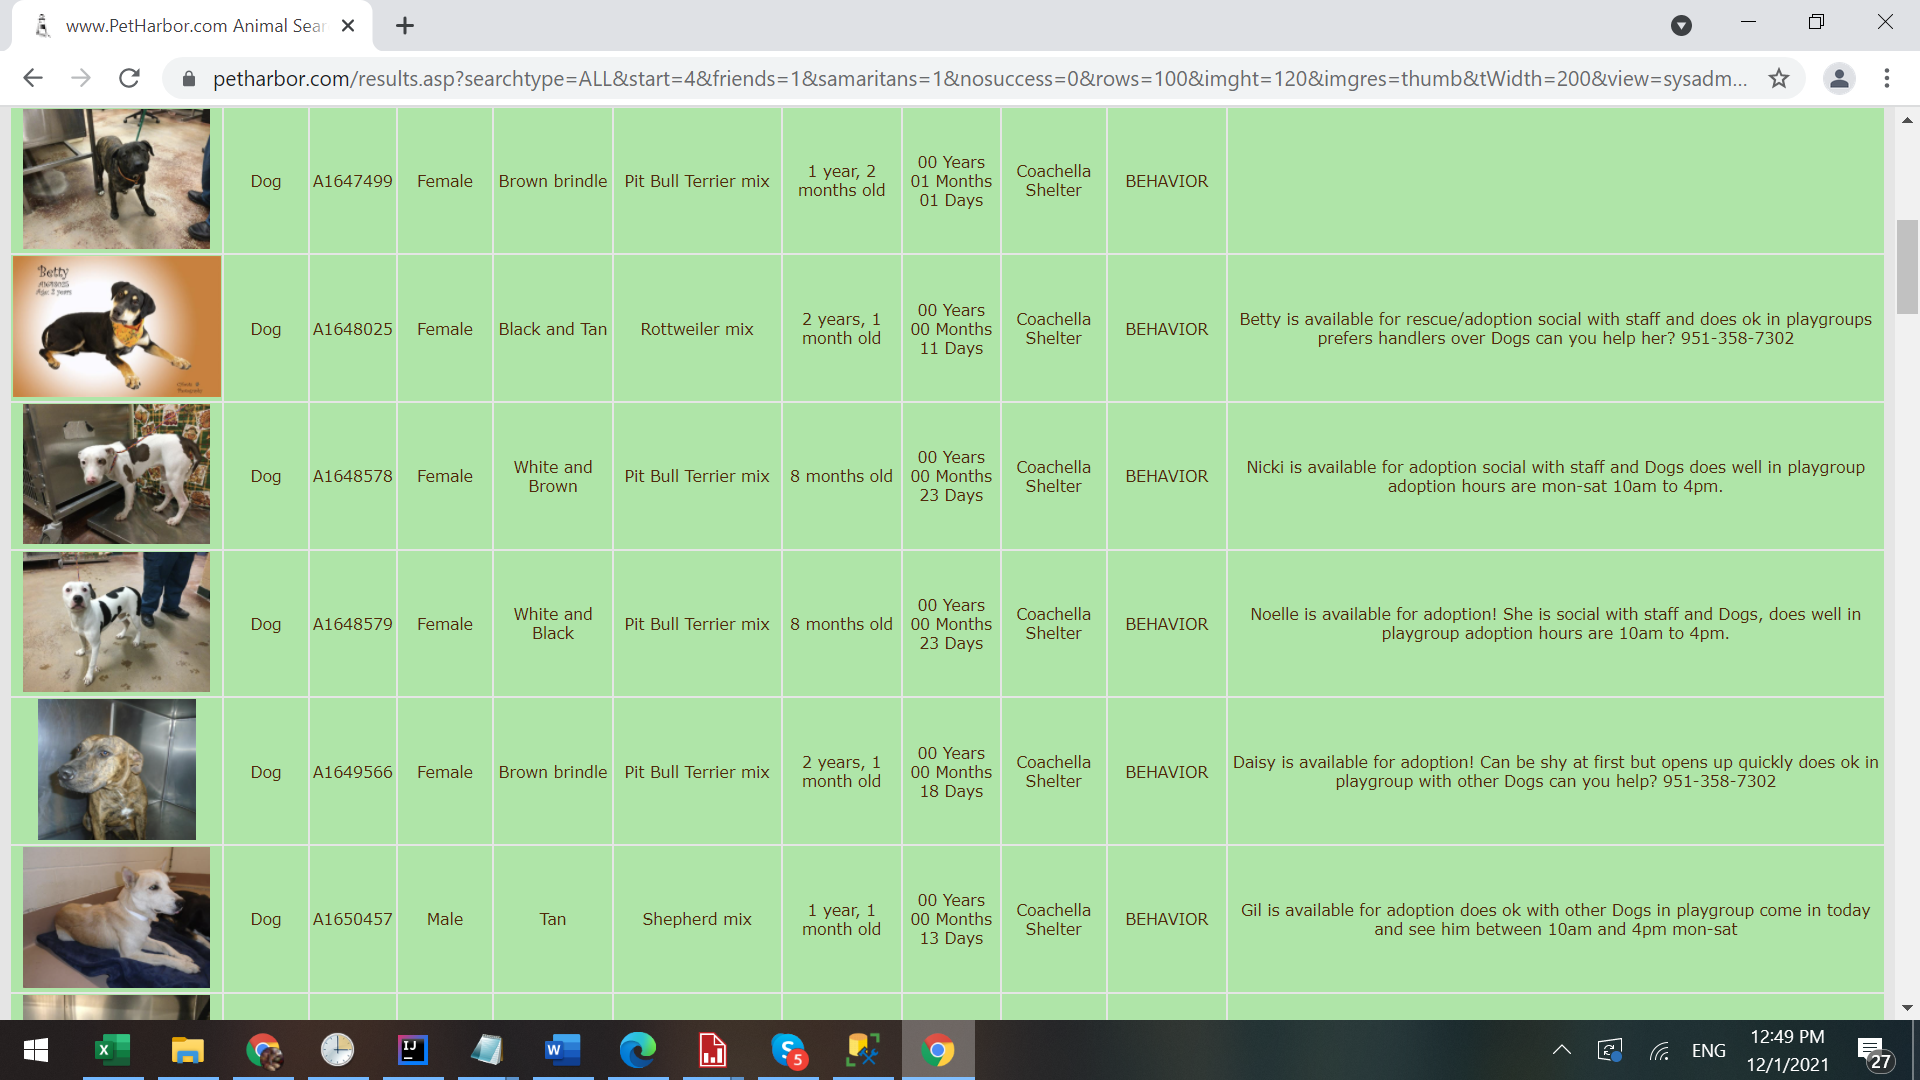 www.PetHarbor.com Animal Sear
petharbor.com/results.asp?searchtype=ALL&start=4&friends=1&samaritans=1&nosuccess=0&rows=100&imght=120&imgres=thumb&tWidth=200&view=sysadm...
Dog
A1647499
Female
Brown brindle
Pit Bull Terrier mix
1 year, 2
months old
00 Years
01 Months
01 Days
Coachella
Shelter
BEHAVIOR
Betty
Age: 2 years
Dog
A1648025
Female
Black and Tan
Rottweiler mix
2 years, 1
month old
00 Years
00 Months
11 Days
Coachella
Shelter
BEHAVIOR
Betty is available for rescue/adoption social with staff and does ok in playgroups
prefers handlers over Dogs can you help her? 951-358-7302
Dog
A1648578
Female
White and
Brown
Pit Bull Terrier mix
8 months old
00 Years
00 Months
23 Days
Coachella
Shelter
BEHAVIOR
Nicki is available for adoption social with staff and Dogs does well in playgroup
adoption hours are mon-sat 10am to 4pm.
Dog
A1648579
Female
White and
Black
Pit Bull Terrier mix
8 months old
00 Years
00 Months
23 Days
Coachella
Shelter
BEHAVIOR
Noelle is available for adoption! She is social with staff and Dogs, does well in
playgroup adoption hours are 10am to 4pm.
Dog
A1649566
Female
Brown brindle
Pit Bull Terrier mix
2 years, 1
month old
00 Years
00 Months
18 Days
Coachella
Shelter
BEHAVIOR
Daisy is available for adoption! Can be shy at first but opens up quickly does ok in
playgroup with other Dogs can you help? 951-358-7302
Dog
A1650457
Male
Tan
Shepherd mix
1 year, 1
month old
00 Years
00 Months
13 Days
Coachella
Shelter
BEHAVIOR
Gil is available for adoption does ok with other Dogs in playgroup come in today
and see him between 10am and 4pm mon-sat
X
IJ
W
S
5
ENG
12:49 PM
12/1/2021
27